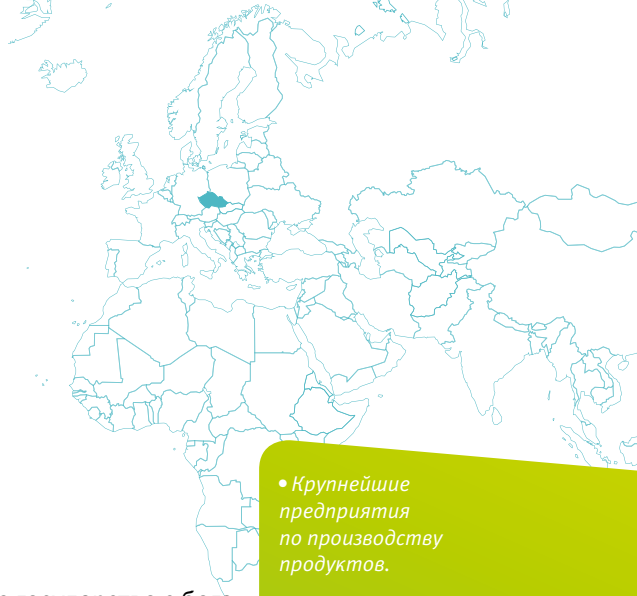 • Крупнейшие
предприятия
по производству
продуктов.